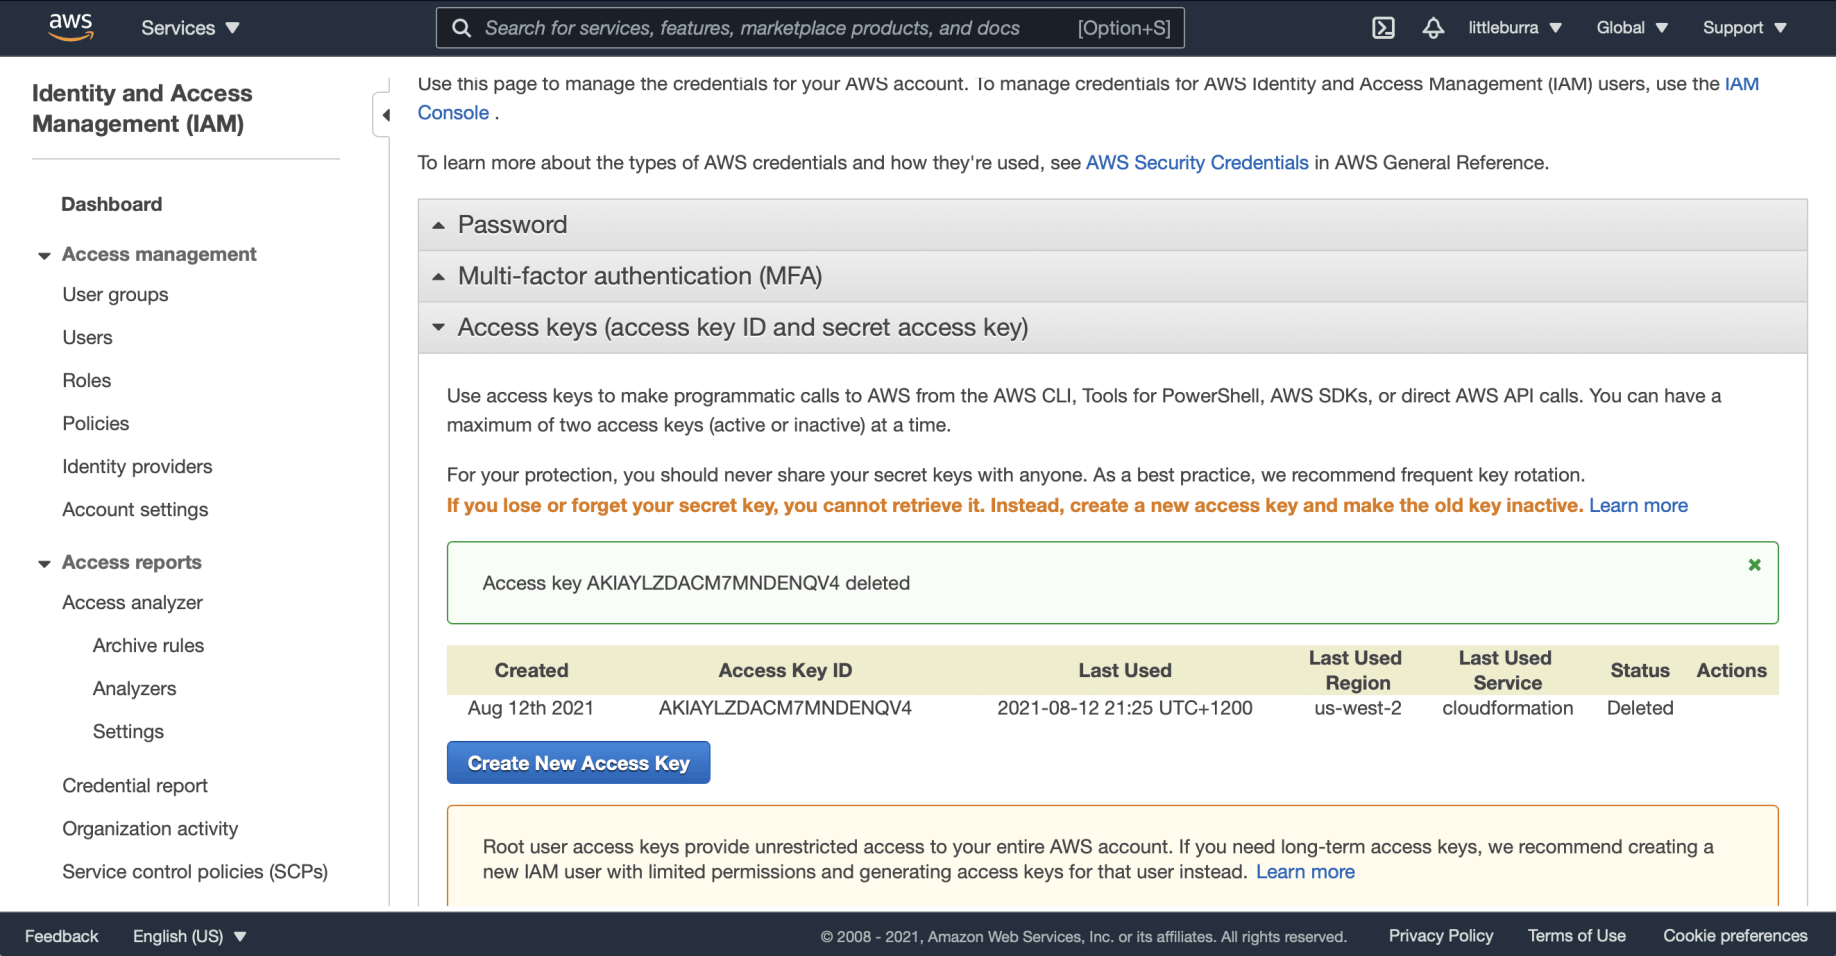 aws
Services
Search for services, features, marketplace products, and docs
[Option+S]
littleburra
Global
Support
Identity and Access
Management (IAM)
Dashboard
Access management
User groups
Users
Roles
Policies
Identity providers
Account settings
Access reports
Access analyzer
Archive rules
Analyzers
Settings
Credential report
Organization activity
Service control policies (SCPs)
Use this page to manage the credentials for your AWS account. To manage credentials for AWS Identity and Access Management (IAM) users, use the IAM
Console .
To learn more about the types of AWS credentials and how they're used, see AWS Security Credentials in AWS General Reference.
Password
Multi-factor authentication (MFA)
Access keys (access key ID and secret access key)
Use access keys to make programmatic calls to AWS from the AWS CLI, Tools for PowerShell, AWS SDKs, or direct AWS API calls. You can have a
maximum of two access keys (active or inactive) at a time.
For your protection, you should never share your secret keys with anyone. As a best practice, we recommend frequent key rotation.
If you lose or forget your secret key, you cannot retrieve it. Instead, create a new access key and make the old key inactive. Learn more
Access key AKIAYLZDACM7MNDENQV4 deleted
Created Access Key ID Last Used Last Used Region Last Used Service Status Actions
Aug 12th 2021 AKIAYLZDACM7MNDENQV4 2021-08-12 21:25 UTC+1200 us-west-2 cloudformation Deleted
Create New Access Key
Root user access keys provide unrestricted access to your entire AWS account. If you need long-term access keys, we recommend creating a
new IAM user with limited permissions and generating access keys for that user instead. Learn more
Feedback
English (US)
© 2008 - 2021, Amazon Web Services, Inc. or its affiliates. All rights reserved.
Privacy Policy
Terms of Use
Cookie preferences